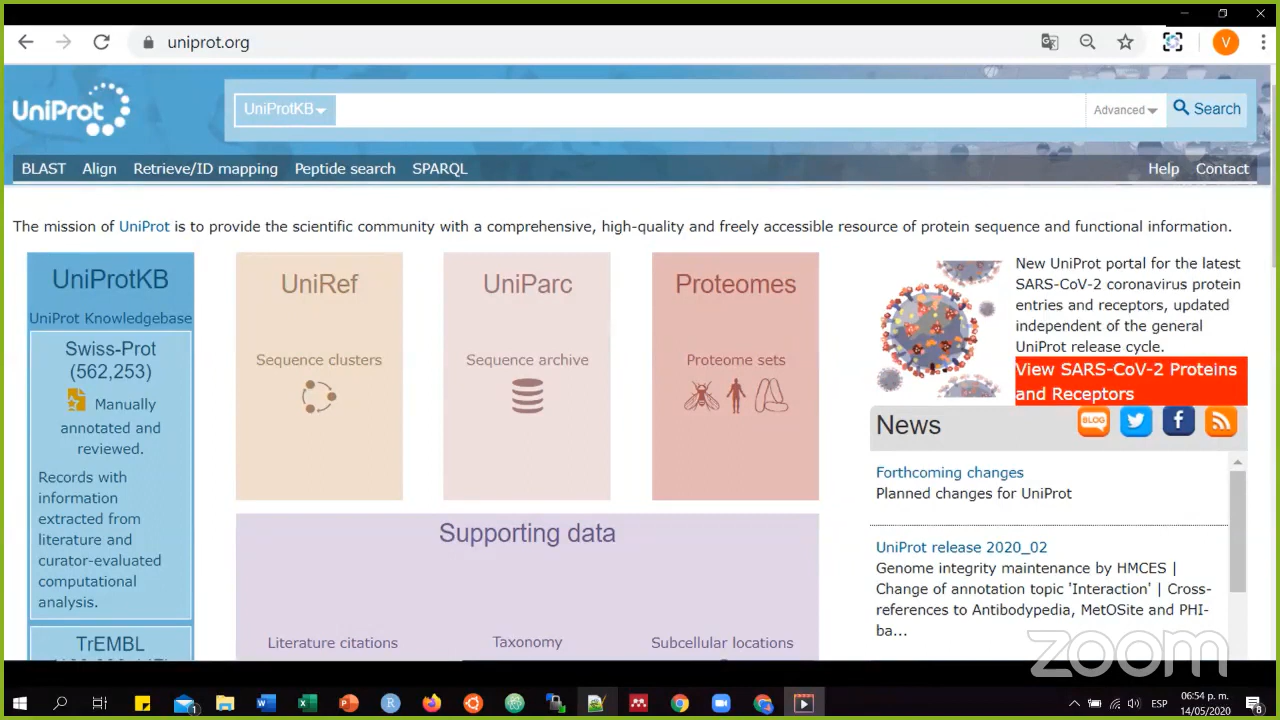 uniprot.org
V
UniProt
UniProtKB
Advanced
Search
BLAST Align Retrieve/ID mapping Peptide search SPARQL Help Contact
The mission of UniProt is to provide the scientific community with a comprehensive, high-quality and freely accessible resource of protein sequence and functional information.
UniProtKB
UniProt Knowledgebase
Swiss-Prot
(562,253)
Manually
annotated and
reviewed.
Records with
information
extracted from
literature and
curator-evaluated
computational
analysis.
TrEMBL
UniRef
Sequence clusters
UniParc
Sequence archive
Proteomes
Proteome sets
Supporting data
Literature citations
Taxonomy
Subcellular locations
New UniProt portal for the latest
SARS-CoV-2 coronavirus protein
entries and receptors, updated
independent of the general
UniProt release cycle.
View SARS-CoV-2 Proteins
and Receptors
News
BLOG
Forthcoming changes
Planned changes for UniProt
UniProt release 2020_02
Genome integrity maintenance by HMCES |
Change of annotation topic 'Interaction' | Cross-
references to Antibodypedia, MetOSite and PHI-
ba...
zoom
ESP
06:54 p. m.
14/05/2020